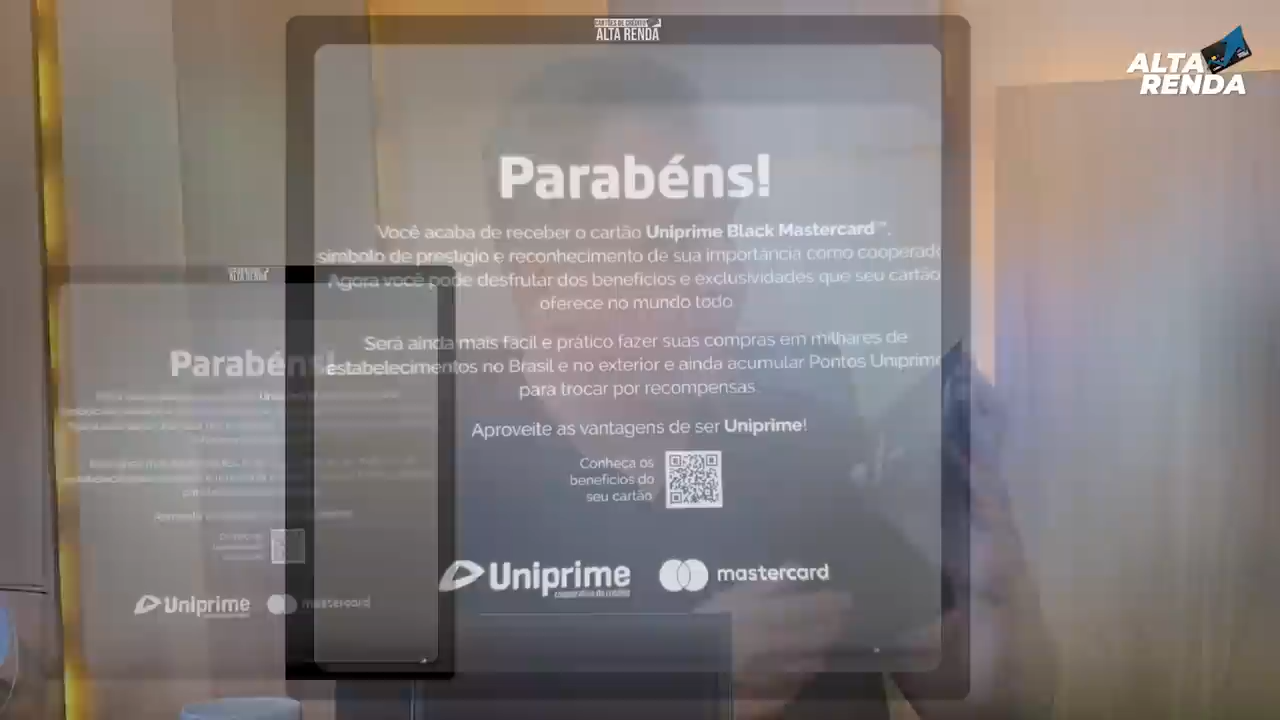 CARTÕES DE CRÉDITO
ALTA RENDA
ALTA
RENDA
Parabéns!
Você acaba de receber o cartão Uniprime Black Mastercard™,
símbolo de prestígio e reconhecimento de sua importância como cooperado
Agora você pode desfrutar dos benefícios e exclusividades que seu cartão
oferece no mundo todo.
Será ainda mais fácil e prático fazer suas compras em milhares de
estabelecimentos no Brasil e no exterior e ainda acumular Pontos Uniprime
para trocar por recompensas.
Aproveite as vantagens de ser Uniprime!
Conheça os
benefícios do
seu cartão
Uniprime
cooperativa de crédito
mastercard
ALTA RENDA
Parabéns!
Uniprime
mastercard